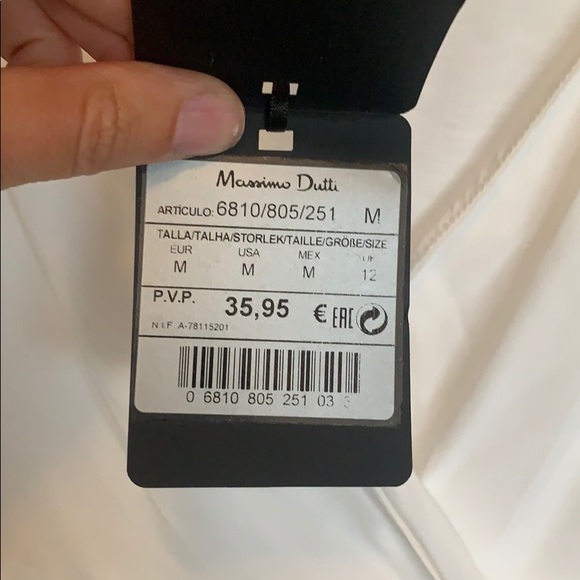 Massimo Dutti
ARTÍCULO: 6810/805/251 M
TALLA/TALHA/STORLEK/TAILLE/GRÖßE/SIZE
EUR USA MEX
M M M 12
P.V.P. 35,95 € EAC
N I F A-78115201
0 6810 805 251 03